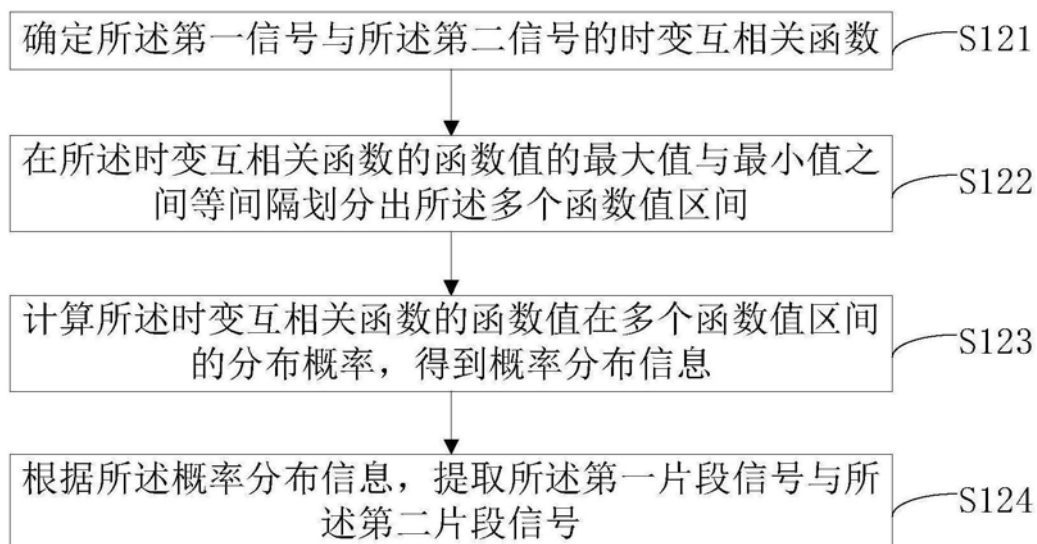 确定所述第一信号与所述第二信号的时变互相关函数
S121
在所述时变互相关函数的函数值的最大值与最小值之
间等间隔划分出所述多个函数值区间
S122
计算所述时变互相关函数的函数值在多个函数值区间
的分布概率，得到概率分布信息
S123
根据所述概率分布信息，提取所述第一片段信号与所
述第二片段信号
S124